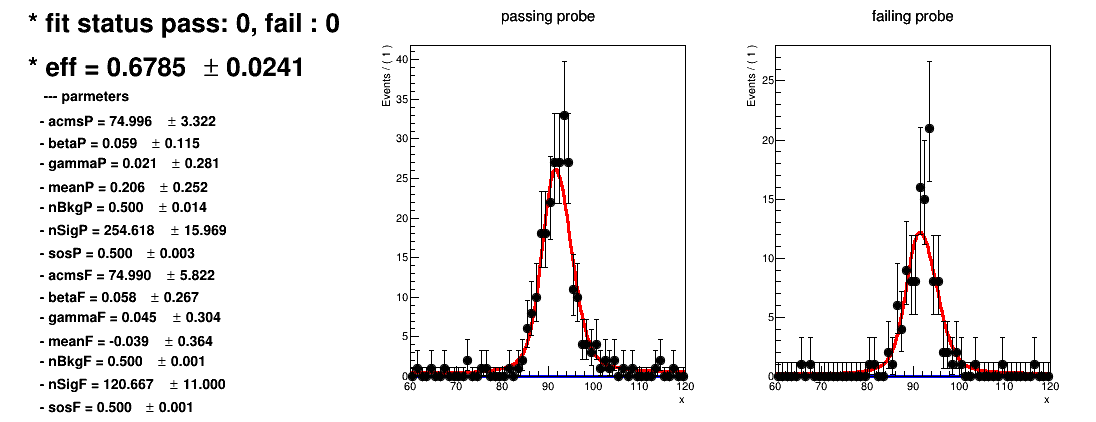 * fit status pass: 0, fail : 0
* eff = 0.6785 ± 0.0241
--- parmeters
- acmsP = 74.996 ± 3.322
- betaP = 0.059 ± 0.115
- gammaP = 0.021 ± 0.281
- meanP = 0.206 ± 0.252
- nBkgP = 0.500 ± 0.014
- nSigP = 254.618 ± 15.969
- sosP = 0.500 ± 0.003
- acmsF = 74.990 ± 5.822
- betaF = 0.058 ± 0.267
- gammaF = 0.045 ± 0.304
- meanF = -0.039 ± 0.364
- nBkgF = 0.500 ± 0.001
- nSigF = 120.667 ± 11.000
- sosF = 0.500 ± 0.001
passing probe
Events / ( 1 )
40
35
30
25
20
15
10
5
0
60 70 80 90 100 110 120
x
failing probe
Events / ( 1 )
25
20
15
10
5
0
60 70 80 90 100 110 120
x